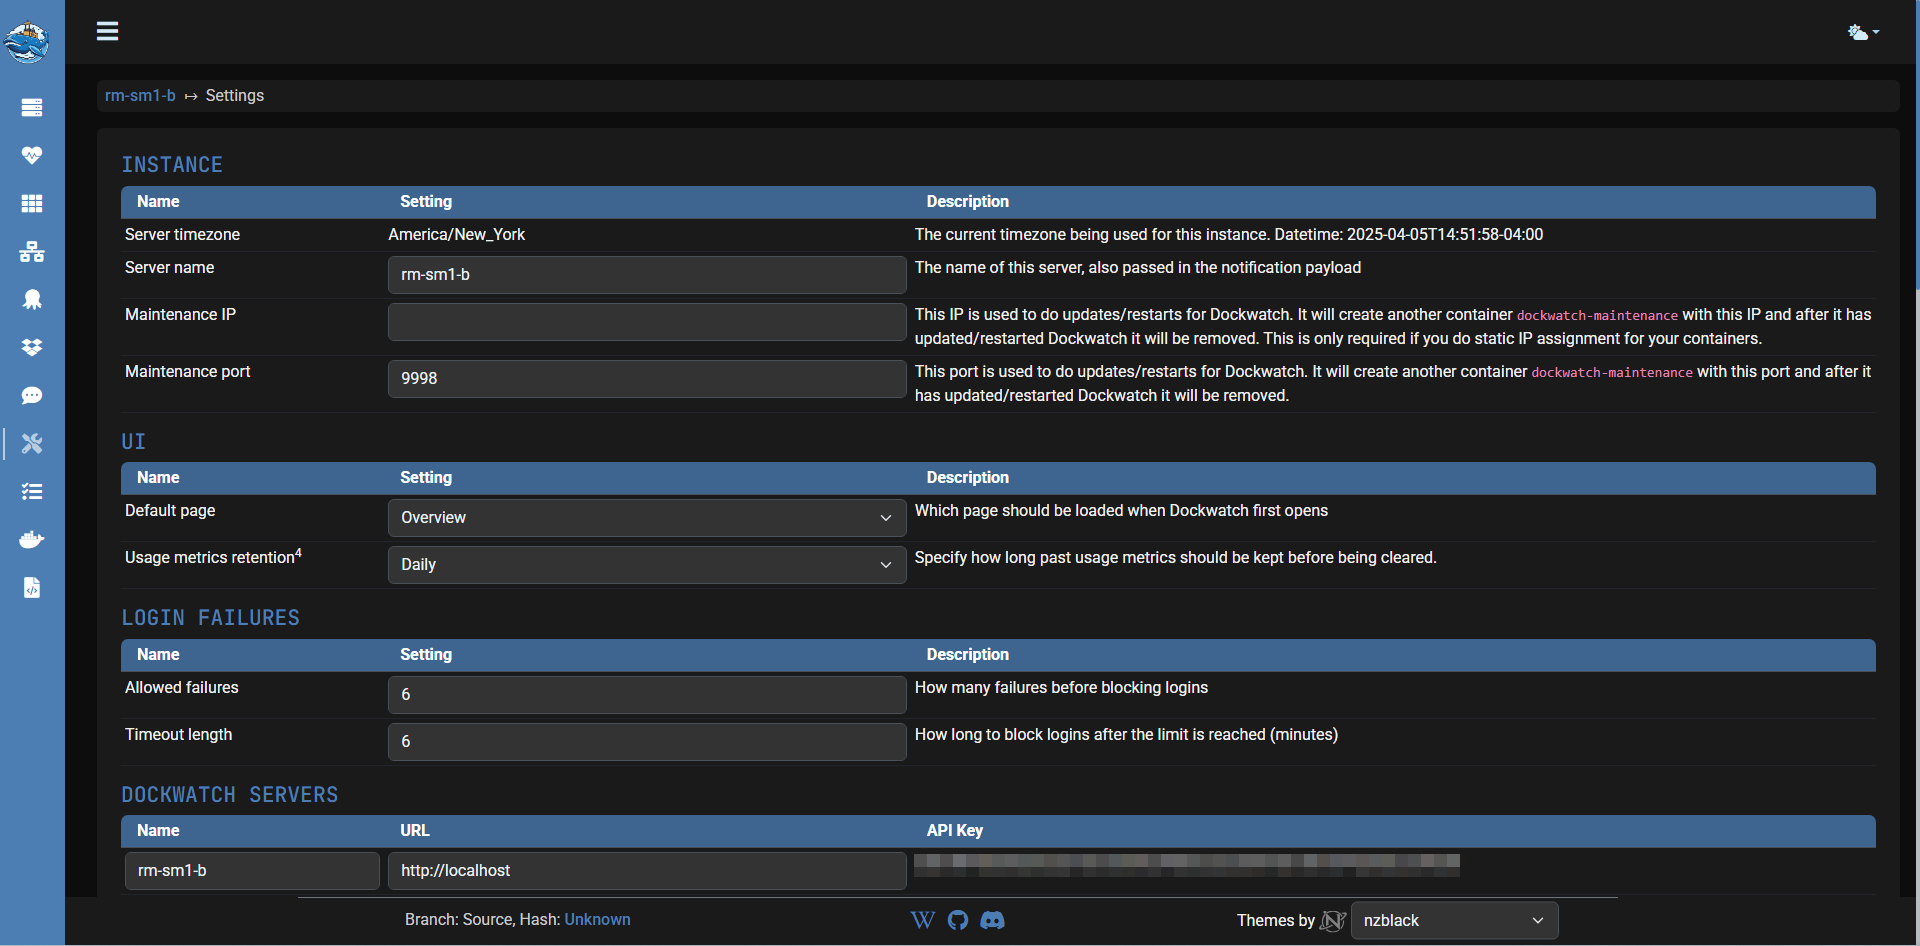 rm-sm1-b ↦ Settings
INSTANCE
Name Setting Description
Server timezone America/New_York The current timezone being used for this instance. Datetime: 2025-04-05T14:51:58-04:00
Server name rm-sm1-b The name of this server, also passed in the notification payload
Maintenance IP This IP is used to do updates/restarts for Dockwatch. It will create another container dockwatch-maintenance with this IP and after it has
updated/restarted Dockwatch it will be removed. This is only required if you do static IP assignment for your containers.
Maintenance port 9998 This port is used to do updates/restarts for Dockwatch. It will create another container dockwatch-maintenance with this port and after it
has updated/restarted Dockwatch it will be removed.
UI
Name Setting Description
Default page Overview Which page should be loaded when Dockwatch first opens
Usage metrics retention4 Daily Specify how long past usage metrics should be kept before being cleared.
LOGIN FAILURES
Name Setting Description
Allowed failures 6 How many failures before blocking logins
Timeout length 6 How long to block logins after the limit is reached (minutes)
DOCKWATCH SERVERS
Name URL API Key
rm-sm1-b http://localhost
Branch: Source, Hash: Unknown W Themes by N nzblack